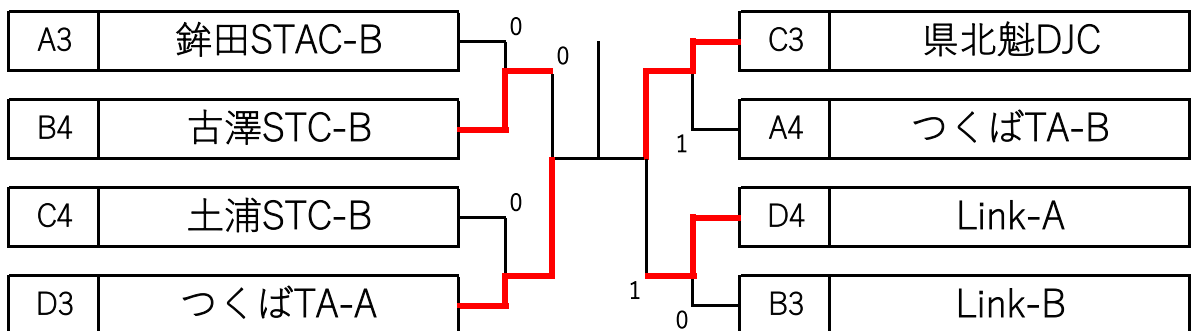 A3 鉾田STAC-B 0
0
B4 古澤STC-B
C4 土浦STC-B 0
D3 つくばTA-A
C3 県北魁DJC
1 A4 つくばTA-B
D4 Link-A
1
0 B3 Link-B